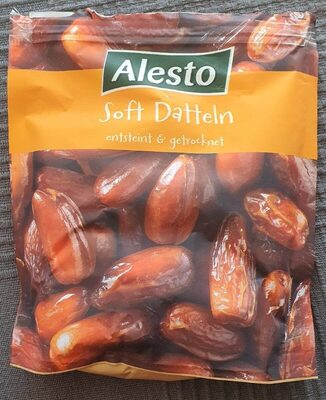 Alesto
Soft Datteln
entsteint & getrocknet